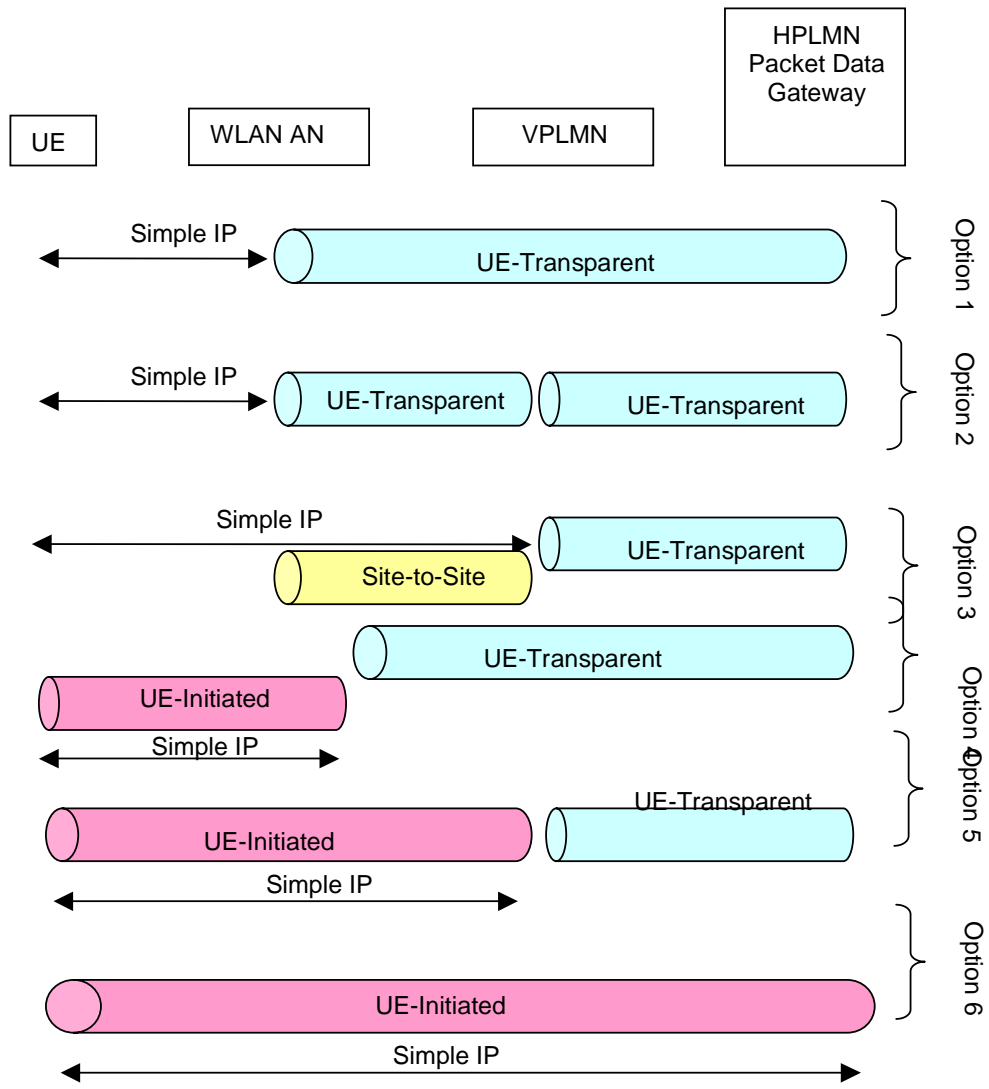 HPLMN
Packet Data
Gateway
UE
WLAN AN
VPLMN
Simple IP
UE-Transparent
Option 1
Simple IP
UE-Transparent
UE-Transparent
Option 2
Simple IP
UE-Transparent
Site-to-Site
Option 3
UE-Transparent
UE-Initiated
Simple IP
Option 4
UE-Transparent
UE-Initiated
Simple IP
Option 5
UE-Initiated
Simple IP
Option 6